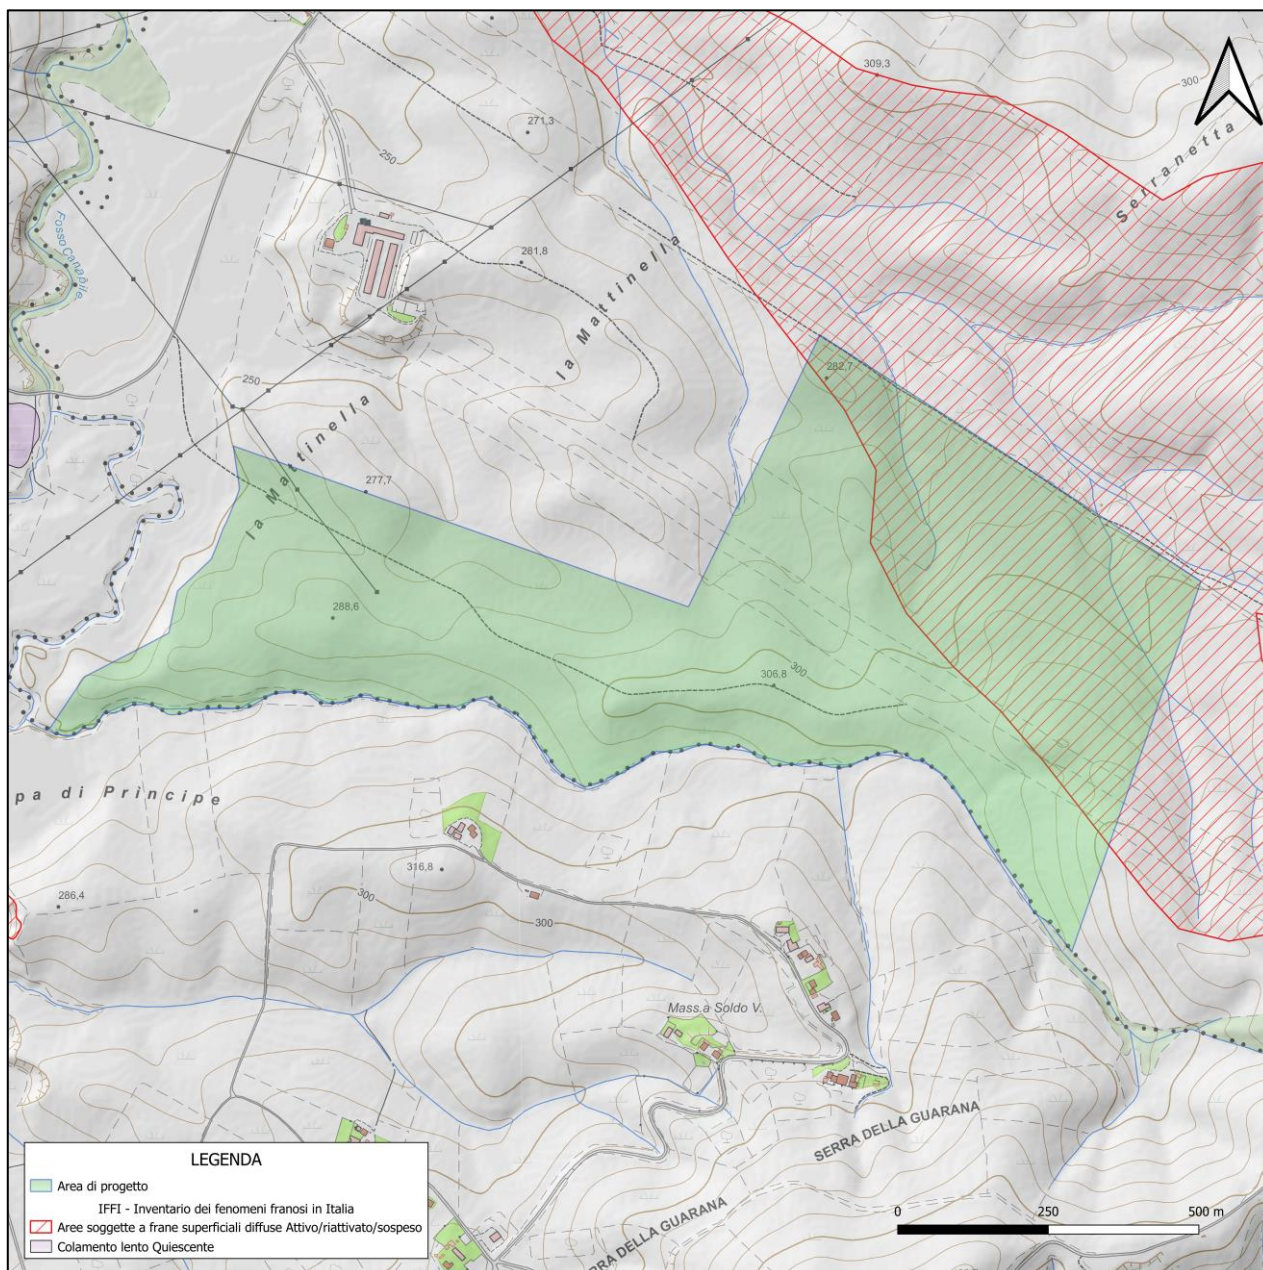 309,3
300
Serranetta
271,3
250
Fosso Canapile
281,8
la Mattinella
282,7
250
la Mattinella
277,7
288,6
306,8
300
pa di Principe
316,8
286,4
300
300
Mass.a Soldo V.
SERRA DELLA GUARANA
RRA DELLA GUARANA
LEGENDA
Area di progetto
IFFI - Inventario dei fenomeni franosi in Italia
Aree soggette a frane superficiali diffuse Attivo/riattivato/sospeso
Colamento lento Quiescente
0 250 500 m